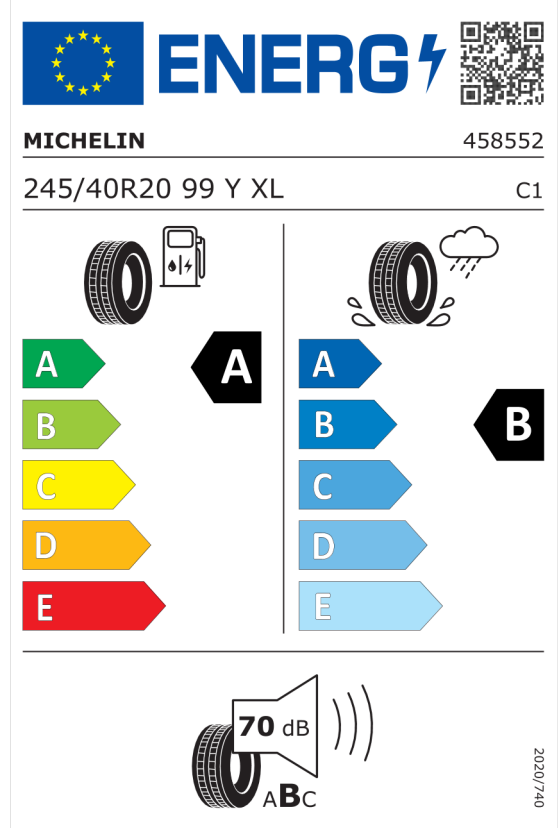 ENERG
MICHELIN 458552
245/40R20 99 Y XL C1
A A
B
C
D
E
A
B B
C
D
E
70 dB
ABC
2020/740